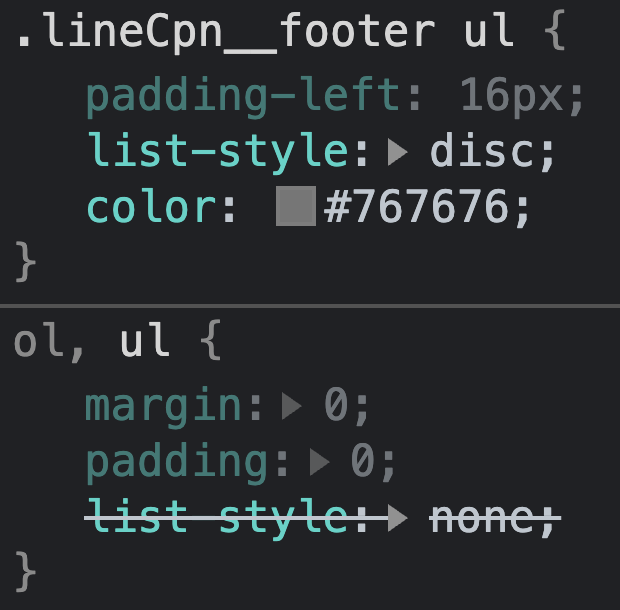 .lineCpn__footer ul {
padding-left: 16px;
list-style: disc;
color: #767676;
}
ol, ul {
margin: 0;
padding: 0;
list-style: none;
}